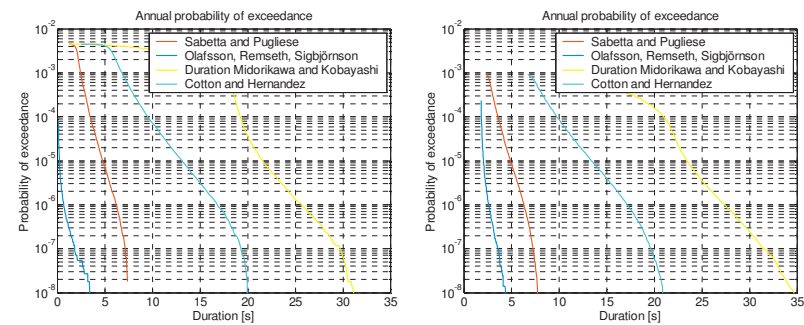 Annual probability of exceedance
Sabetta and Pugliese
Olafsson, Remseth, Sigbjörnson
Duration Midorikawa and Kobayashi
Cotton and Hernandez
Probability of exceedance
10-2
10-3
10-4
10-5
10-6
10-7
10-8
0 5 10 15 20 25 30 35
Duration [s]
Annual probability of exceedance
Sabetta and Pugliese
Olafsson, Remseth, Sigbjörnson
Duration Midorikawa and Kobayashi
Cotton and Hernandez
Probability of exceedance
10-2
10-3
10-4
10-5
10-6
10-7
10-8
0 5 10 15 20 25 30 35
Duration [s]